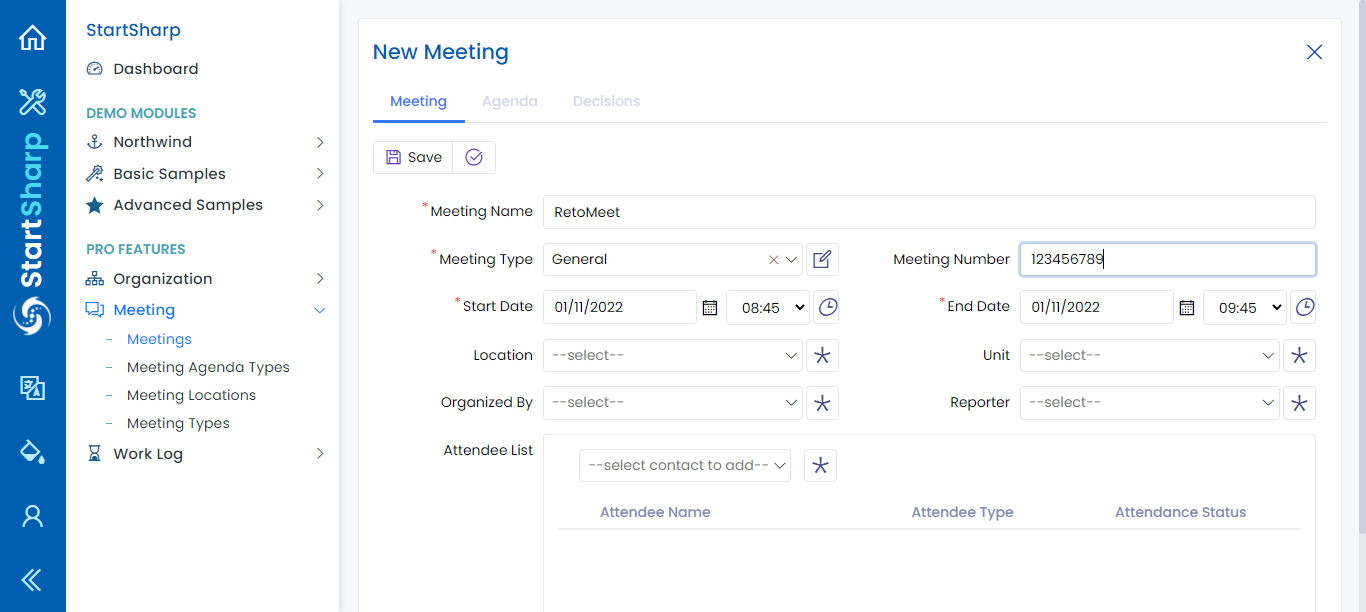 StartSharp
StartSharp
Dashboard
DEMO MODULES
Northwind
Basic Samples
Advanced Samples
PRO FEATURES
Organization
Meeting
- Meetings
- Meeting Agenda Types
- Meeting Locations
- Meeting Types
Work Log
New Meeting
Meeting Agenda Decisions
Save
*Meeting Name RetoMeet
*Meeting Type General Meeting Number 123456789
*Start Date 01/11/2022 08:45 *End Date 01/11/2022 09:45
Location --select-- Unit --select--
Organized By --select-- Reporter --select--
Attendee List
--select contact to add--
Attendee Name Attendee Type Attendance Status